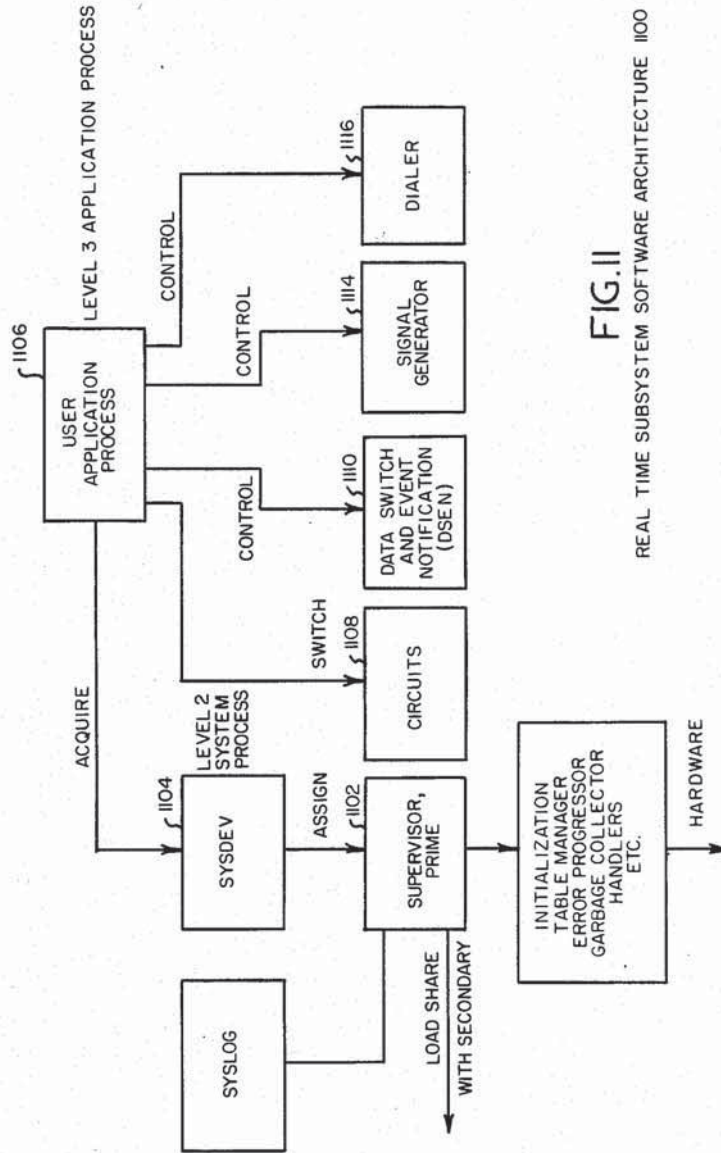 1106
USER
APPLICATION
PROCESS
LEVEL 3 APPLICATION PROCESS
ACQUIRE
CONTROL
CONTROL
CONTROL
SWITCH
1104
SYSDEV
LEVEL 2
SYSTEM
PROCESS
SYSLOG
ASSIGN
1102
SUPERVISOR,
PRIME
1108
CIRCUITS
1110
DATA SWITCH
AND EVENT
NOTIFICATION
(DSEN)
1114
SIGNAL
GENERATOR
1116
DIALER
LOAD SHARE
WITH SECONDARY
INITIALIZATION
TABLE MANAGER
ERROR PROGRESSOR
GARBAGE COLLECTOR
HANDLERS
ETC.
HARDWARE
FIG.11
REAL TIME SUBSYSTEM SOFTWARE ARCHITECTURE 1100